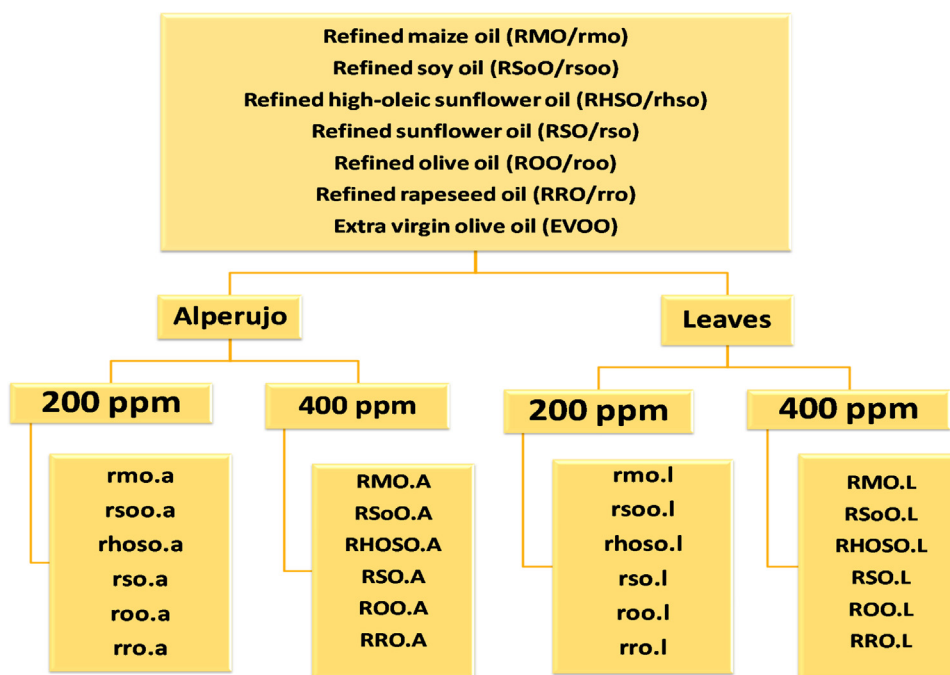 Refined maize oil (RMO/rmo)
Refined soy oil (RSoO/rsoo)
Refined high-oleic sunflower oil (RHSO/rhso)
Refined sunflower oil (RSO/rso)
Refined olive oil (ROO/roo)
Refined rapeseed oil (RRO/rro)
Extra virgin olive oil (EVOO)
Alperujo
Leaves
200 ppm
400 ppm
200 ppm
400 ppm
rmo.a
rsoo.a
rhoso.a
rso.a
roo.a
rro.a
RMO.A
RSoO.A
RHOSO.A
RSO.A
ROO.A
RRO.A
rmo.l
rsoo.l
rhoso.l
rso.l
roo.l
rro.l
RMO.L
RSoO.L
RHOSO.L
RSO.L
ROO.L
RRO.L